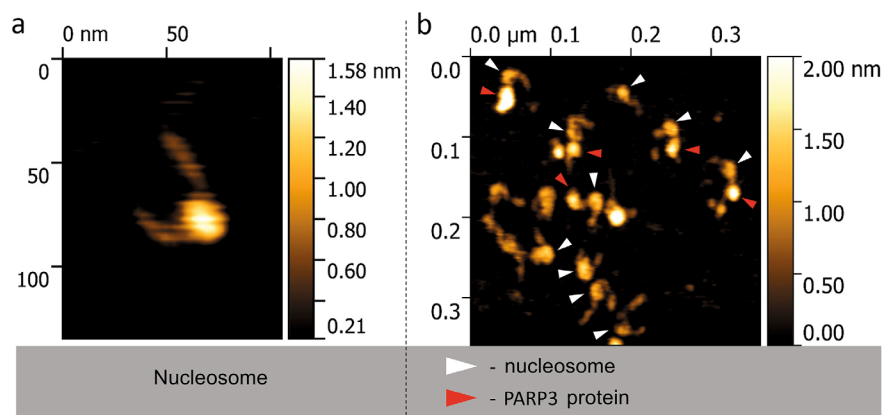 a
0 nm 50
0
50
100
1.58 nm
1.40
1.20
1.00
0.80
0.60
0.21
Nucleosome
b
0.0 µm 0.1 0.2 0.3
0.0
0.1
0.2
0.3
2.00 nm
1.50
1.00
0.50
0.00
- nucleosome
- PARP3 protein